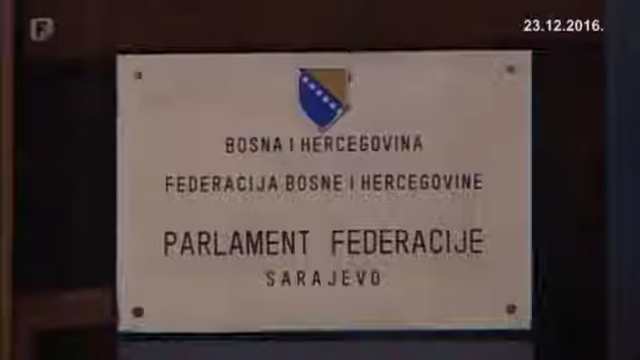 23.12.2016.
BOSNA I HERCEGOVINA
FEDERACIJA BOSNE I HERCEGOVINE
PARLAMENT FEDERACIJE
SARAJEVO